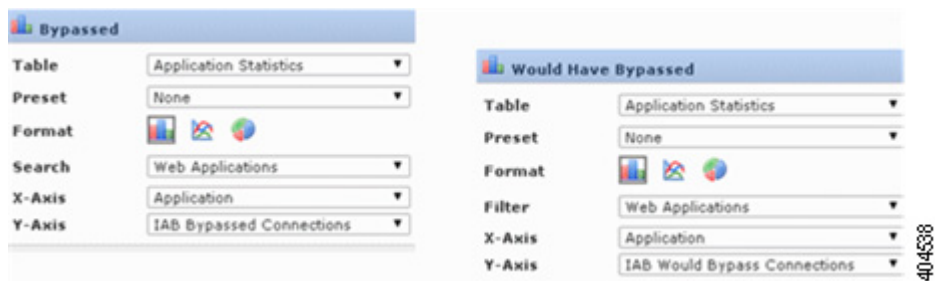 Bypassed
Table Application Statistics
Preset None
Format
Search Web Applications
X-Axis Application
Y-Axis IAB Bypassed Connections
Would Have Bypassed
Table Application Statistics
Preset None
Format
Filter Web Applications
X-Axis Application
Y-Axis IAB Would Bypass Connections
404538